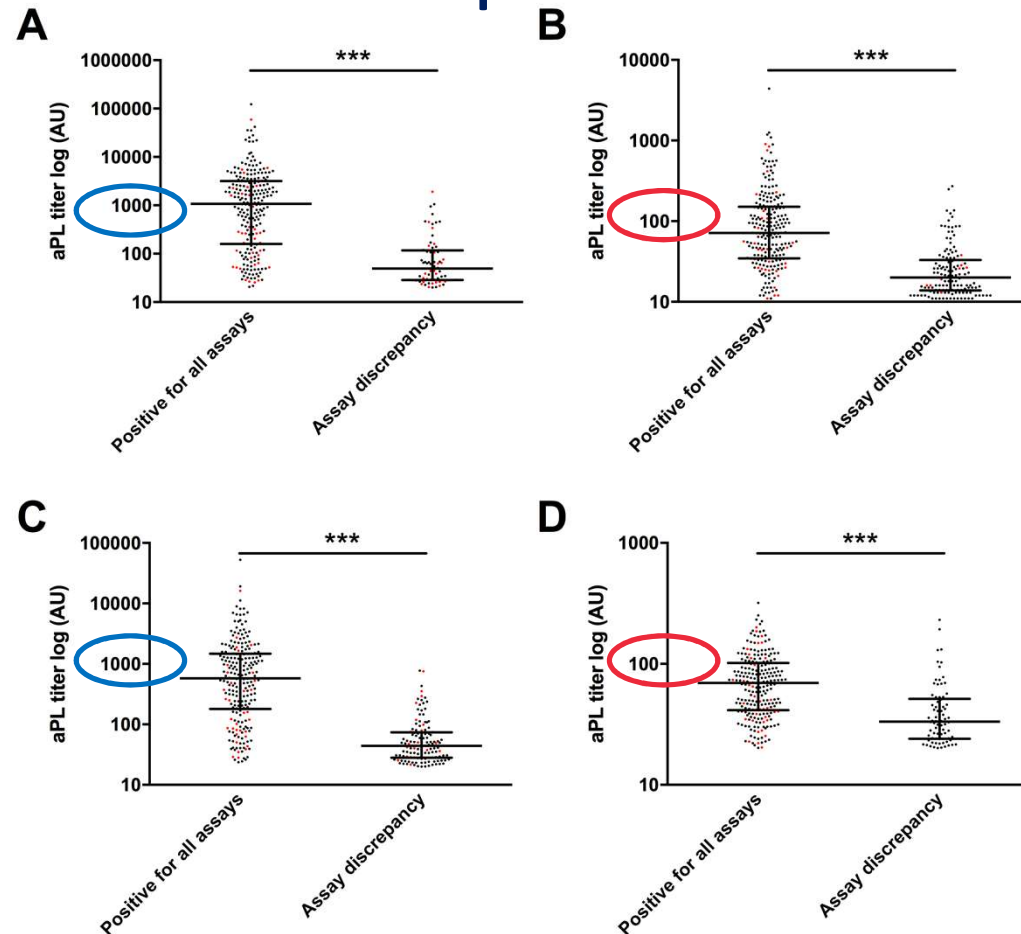 A
aPL titer log (AU)
1000000
100000
10000
1000
100
10
***
Positive for all assays
Assay discrepancy
B
aPL titer log (AU)
10000
1000
100
10
***
Positive for all assays
Assay discrepancy
C
aPL titer log (AU)
100000
10000
1000
100
10
***
Positive for all assays
Assay discrepancy
D
aPL titer log (AU)
1000
100
10
***
Positive for all assays
Assay discrepancy